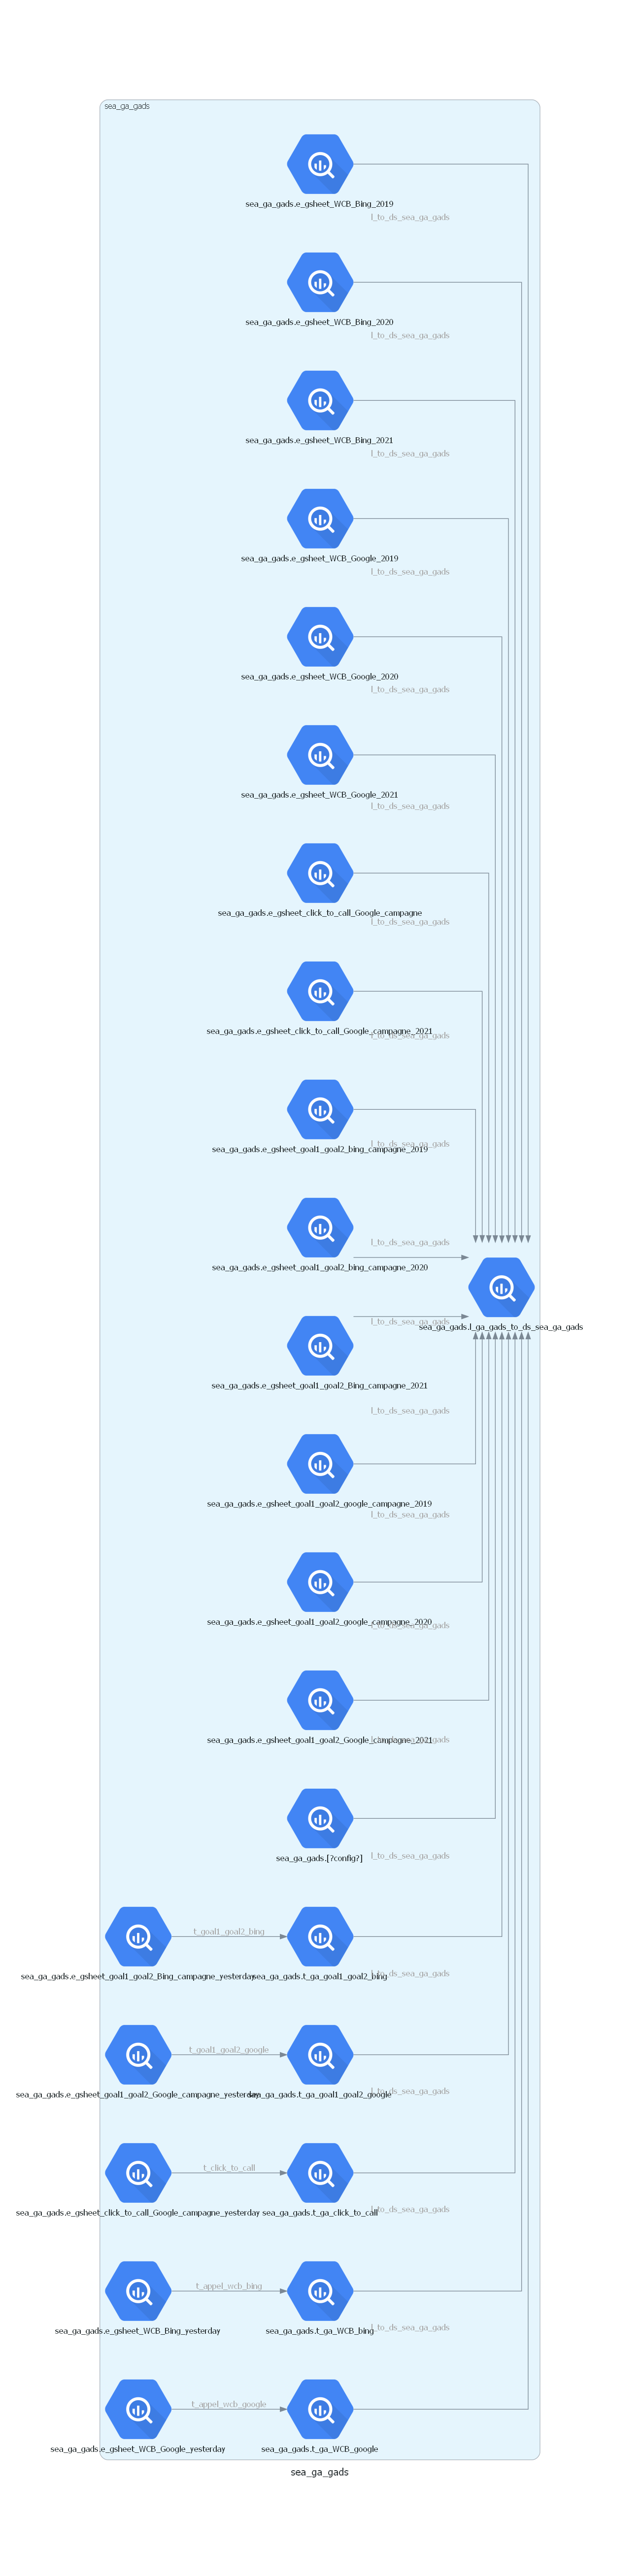 sea_ga_gads
sea_ga_gads.e_gsheet_WCB_Bing_2019
l_to_ds_sea_ga_gads
sea_ga_gads.e_gsheet_WCB_Bing_2020
l_to_ds_sea_ga_gads
sea_ga_gads.e_gsheet_WCB_Bing_2021
l_to_ds_sea_ga_gads
sea_ga_gads.e_gsheet_WCB_Google_2019
l_to_ds_sea_ga_gads
sea_ga_gads.e_gsheet_WCB_Google_2020
l_to_ds_sea_ga_gads
sea_ga_gads.e_gsheet_WCB_Google_2021
l_to_ds_sea_ga_gads
sea_ga_gads.e_gsheet_click_to_call_Google_campagne
l_to_ds_sea_ga_gads
sea_ga_gads.e_gsheet_click_to_call_Google_campagne_2021
l_to_ds_sea_ga_gads
l_to_ds_sea_ga_gads
sea_ga_gads.e_gsheet_goal1_goal2_bing_campagne_2019
l_to_ds_sea_ga_gads
sea_ga_gads.e_gsheet_goal1_goal2_bing_campagne_2020
l_to_ds_sea_ga_gads
sea_ga_gads.l_ga_gads_to_ds_sea_ga_gads
sea_ga_gads.e_gsheet_goal1_goal2_Bing_campagne_2021
l_to_ds_sea_ga_gads
sea_ga_gads.e_gsheet_goal1_goal2_google_campagne_2019
l_to_ds_sea_ga_gads
sea_ga_gads.e_gsheet_goal1_goal2_google_campagne_2020
l_to_ds_sea_ga_gads
sea_ga_gads.e_gsheet_goal1_goal2_Google_campagne_2021
l_to_ds_sea_ga_gads
sea_ga_gads.[?config?]
l_to_ds_sea_ga_gads
t_goal1_goal2_bing
sea_ga_gads.e_gsheet_goal1_goal2_Bing_campagne_yesterday
sea_ga_gads.t_ga_goal1_goal2_bing
l_to_ds_sea_ga_gads
t_goal1_goal2_google
sea_ga_gads.e_gsheet_goal1_goal2_Google_campagne_yesterday
sea_ga_gads.t_ga_goal1_goal2_google
l_to_ds_sea_ga_gads
t_click_to_call
sea_ga_gads.e_gsheet_click_to_call_Google_campagne_yesterday
sea_ga_gads.t_ga_click_to_call
l_to_ds_sea_ga_gads
t_appel_wcb_bing
sea_ga_gads.e_gsheet_WCB_Bing_yesterday
sea_ga_gads.t_ga_WCB_bing
l_to_ds_sea_ga_gads
t_appel_wcb_google
sea_ga_gads.e_gsheet_WCB_Google_yesterday
sea_ga_gads.t_ga_WCB_google
sea_ga_gads